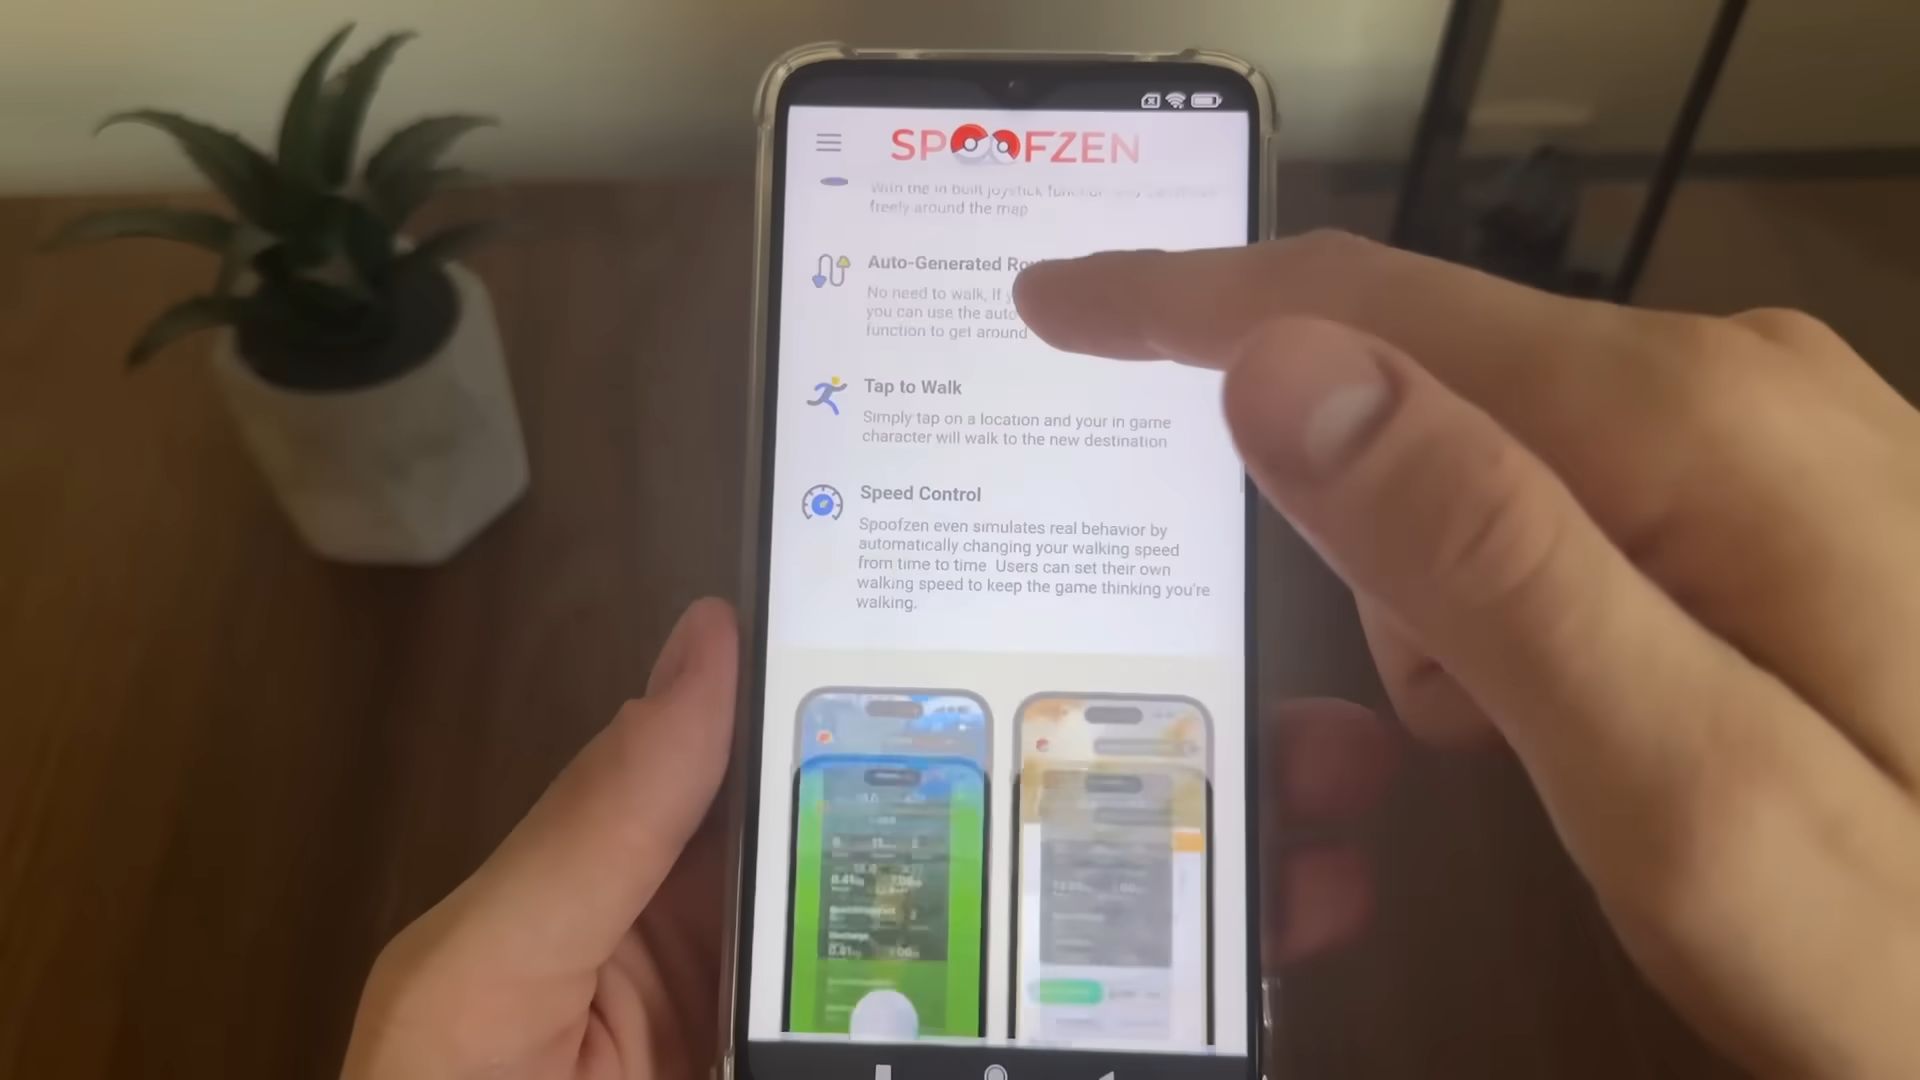 SPOOFZEN
With the in built joystick
freely around the map
Auto-Generated
No need to walk, If
you can use the auto
function to get around
Tap to Walk
Simply tap on a location and your in game
character will walk to the new destination
Speed Control
Spoofzen even simulates real behavior by
automatically changing your walking speed
from time to time. Users can set their own
walking speed to keep the game thinking you're
walking.